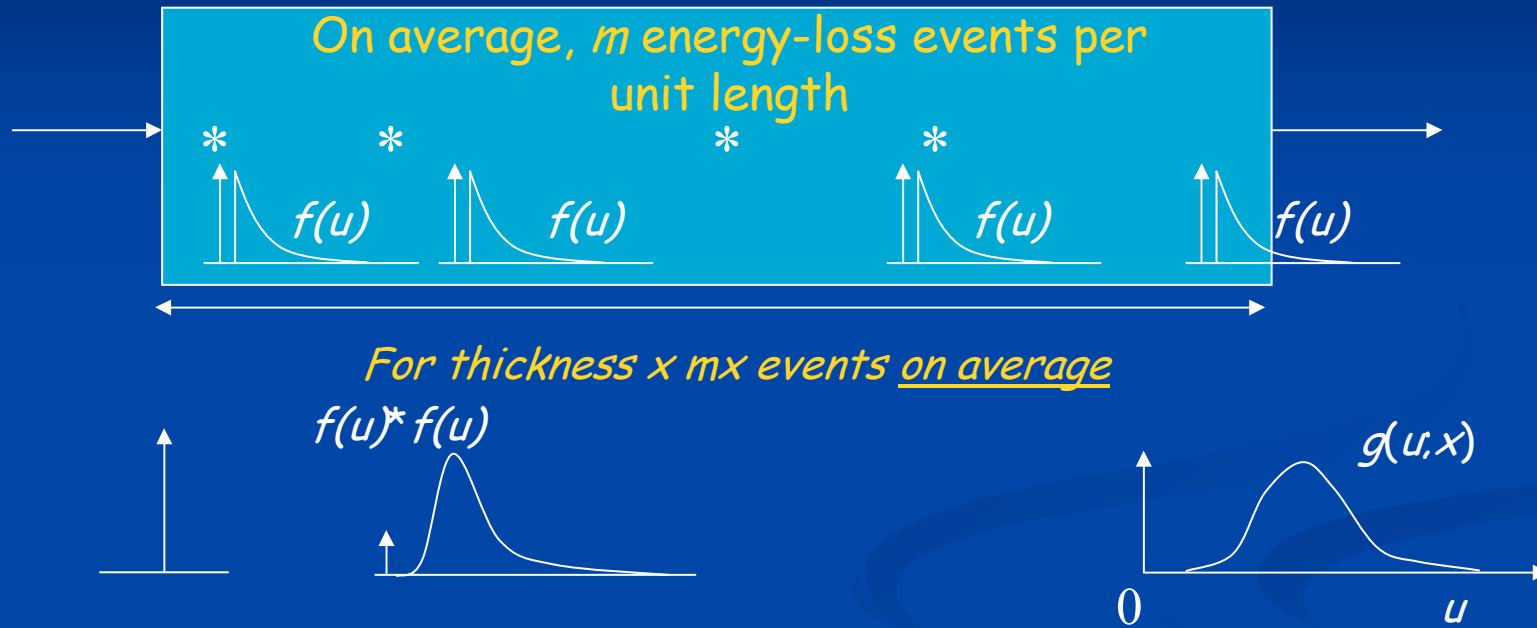 On average, m energy-loss events per
unit length
* * * *
f(u) f(u) f(u) f(u)
For thickness x mx events on average
f(u)* f(u)
g(u;x)
0 u